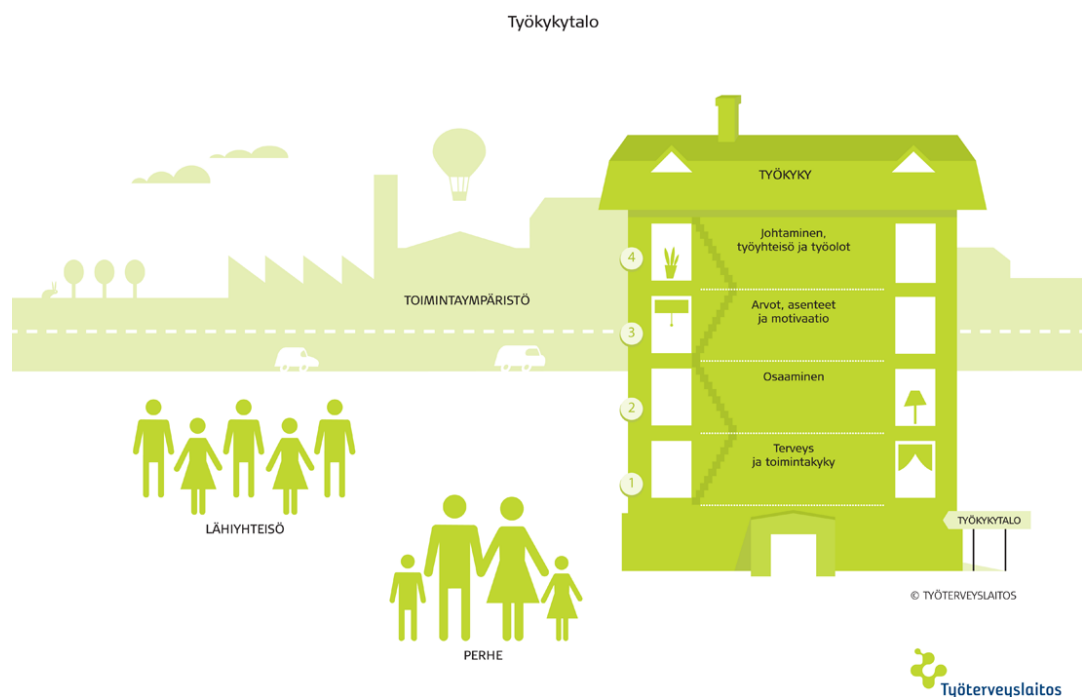 Työkykytalo
TYÖKYKY
4
Johtaminen,
työyhteisö ja työolot
TOIMINTAYMPÄRISTÖ
3
Arvot, asenteet
ja motivaatio
2
Osaaminen
1
Terveys
ja toimintakyky
LÄHIYHTEISÖ
PERHE
TYÖKYKYTALO
© TYÖTERVEYSLAITOS
Työterveyslaitos